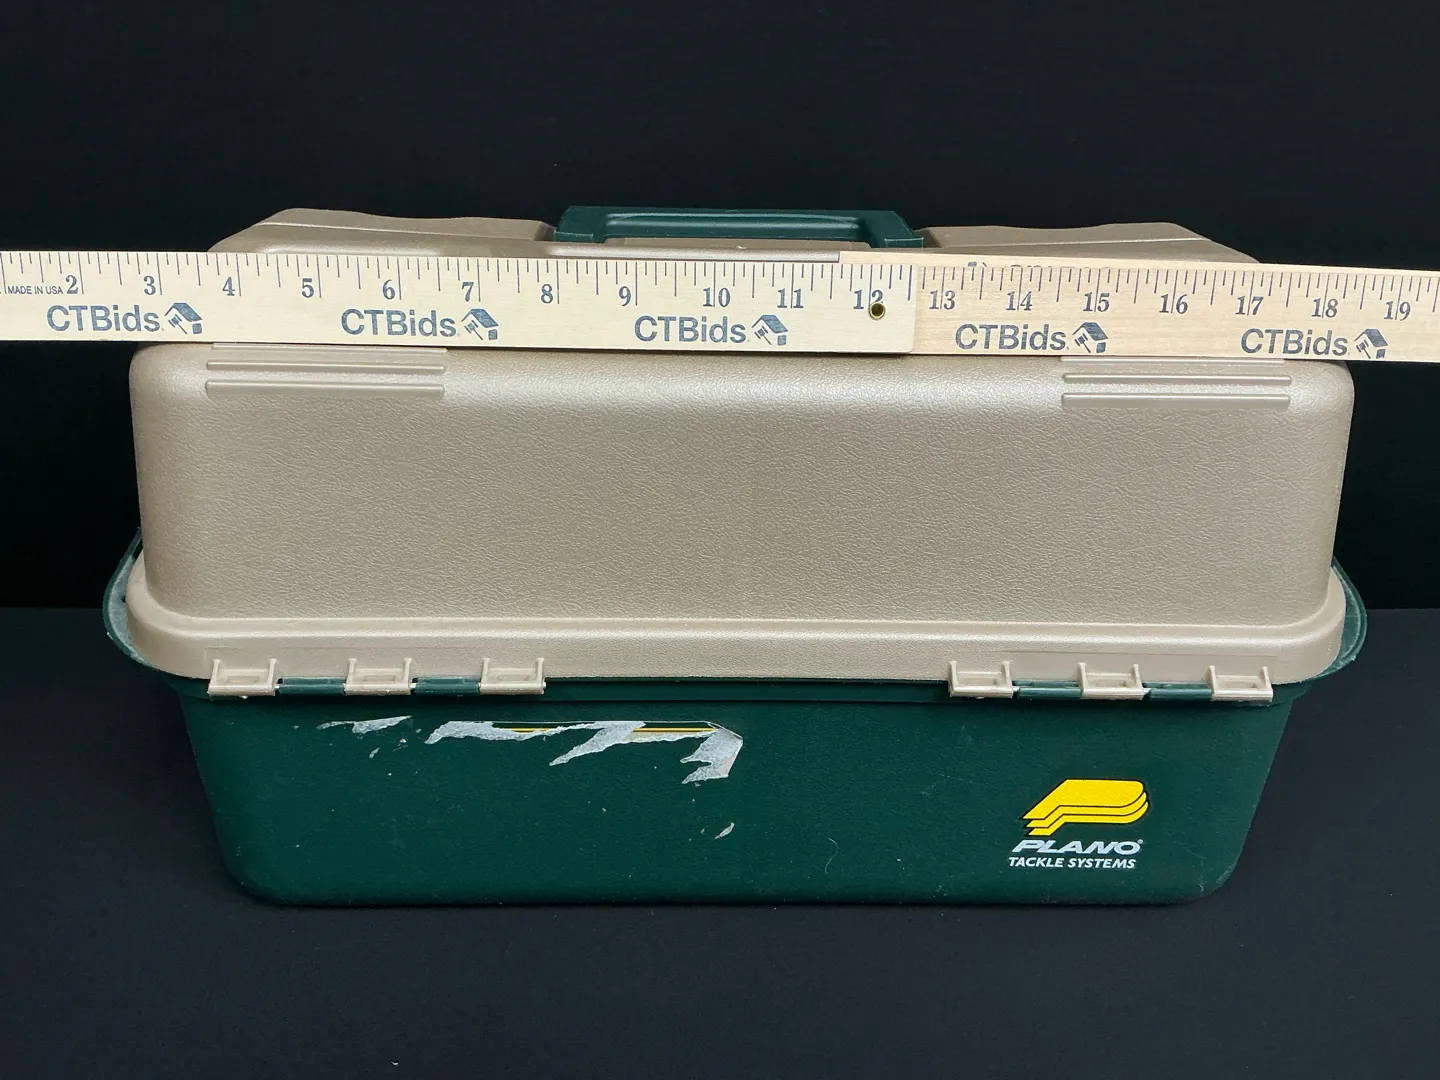 MADE IN USA 2 3 4 5 6 7 8 9 10 11 12 13 14 15 16 17 18 19
CTBids CTBids CTBids CTBids CTBids
PLANO®
TACKLE SYSTEMS